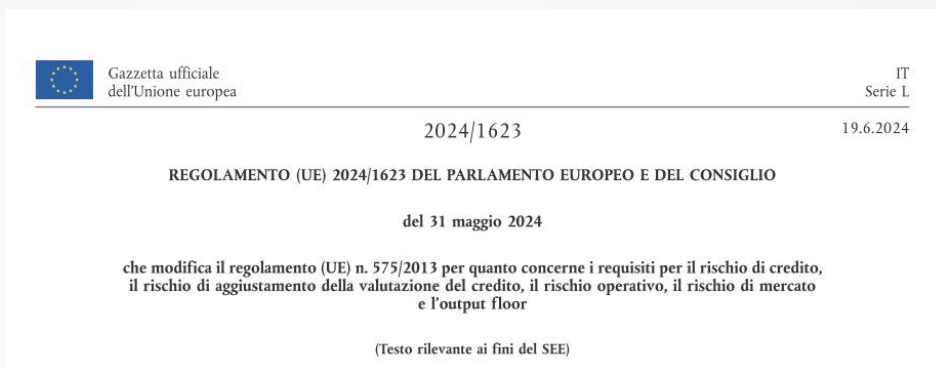 Gazzetta ufficiale
dell'Unione europea
IT
Serie L
2024/1623
19.6.2024
REGOLAMENTO (UE) 2024/1623 DEL PARLAMENTO EUROPEO E DEL CONSIGLIO
del 31 maggio 2024
che modifica il regolamento (UE) n. 575/2013 per quanto concerne i requisiti per il rischio di credito,
il rischio di aggiustamento della valutazione del credito, il rischio operativo, il rischio di mercato
e l'output floor
(Testo rilevante ai fini del SEE)